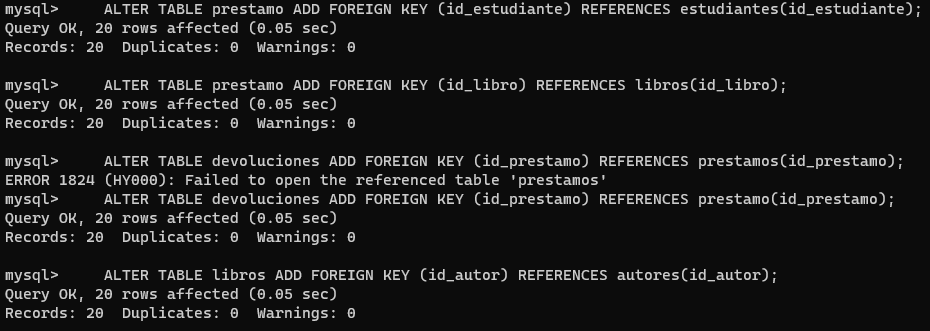 mysql>     ALTER TABLE prestamo ADD FOREIGN KEY (id_estudiante) REFERENCES estudiantes(id_estudiante);
Query OK, 20 rows affected (0.05 sec)
Records: 20  Duplicates: 0  Warnings: 0

mysql>     ALTER TABLE prestamo ADD FOREIGN KEY (id_libro) REFERENCES libros(id_libro);
Query OK, 20 rows affected (0.05 sec)
Records: 20  Duplicates: 0  Warnings: 0

mysql>     ALTER TABLE devoluciones ADD FOREIGN KEY (id_prestamo) REFERENCES prestamos(id_prestamo);
ERROR 1824 (HY000): Failed to open the referenced table 'prestamos'
mysql>     ALTER TABLE devoluciones ADD FOREIGN KEY (id_prestamo) REFERENCES prestamo(id_prestamo);
Query OK, 20 rows affected (0.05 sec)
Records: 20  Duplicates: 0  Warnings: 0

mysql>     ALTER TABLE libros ADD FOREIGN KEY (id_autor) REFERENCES autores(id_autor);
Query OK, 20 rows affected (0.05 sec)
Records: 20  Duplicates: 0  Warnings: 0